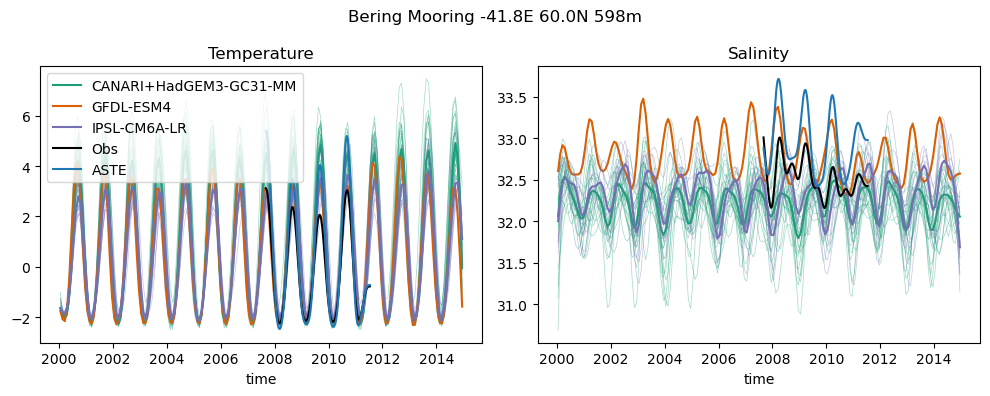 Bering Mooring -41.8E 60.0N 598m
Temperature
CANARI+HadGEM3-GC31-MM
GFDL-ESM4
IPSL-CM6A-LR
Obs
ASTE
6
4
2
0
−2
2000 2002 2004 2006 2008 2010 2012 2014
time
Salinity
33.5
33.0
32.5
32.0
31.5
31.0
2000 2002 2004 2006 2008 2010 2012 2014
time